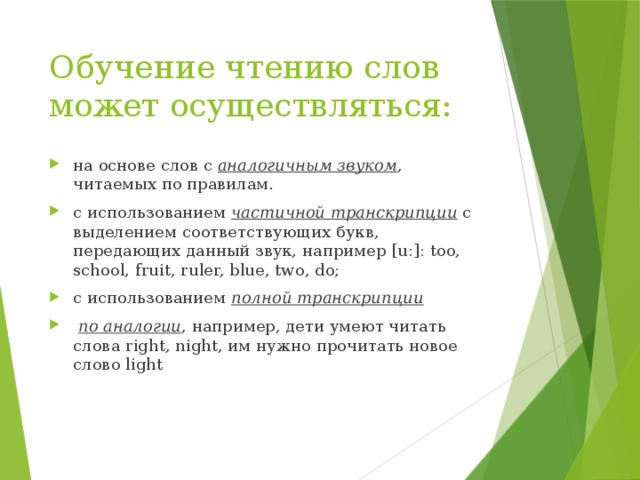 Обучение чтению слов
может осуществляться:
на основе слов с аналогичным звуком,
читаемых по правилам.
с использованием частичной транскрипции с
выделением соответствующих букв,
передающих данный звук, например [u:]: too,
school, fruit, ruler, blue, two, do;
с использованием полной транскрипции
по аналогии, например, дети умеют читать
слова right, night, им нужно прочитать новое
слово light